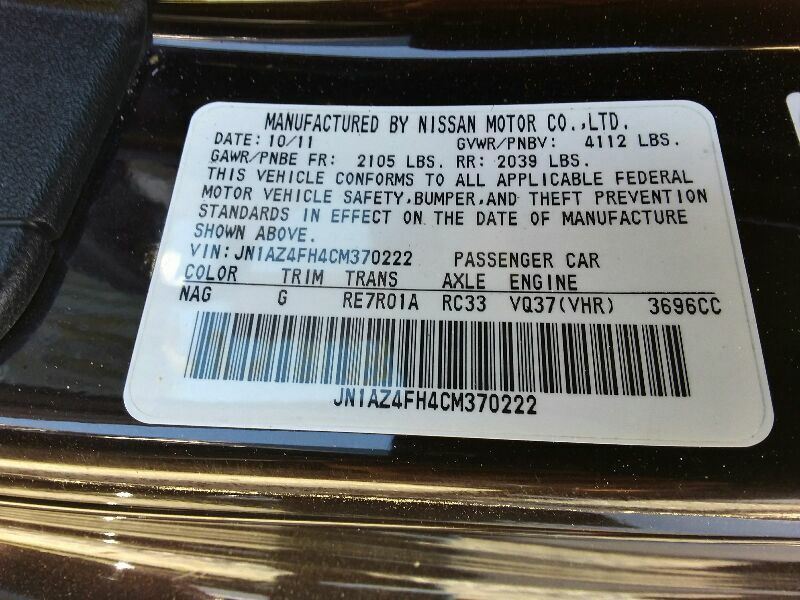 MANUFACTURED BY NISSAN MOTOR CO.,LTD.
DATE: 10/11 GVWR/PNBV: 4112 LBS.
GAWR/PNBE FR: 2105 LBS. RR: 2039 LBS.
THIS VEHICLE CONFORMS TO ALL APPLICABLE FEDERAL
MOTOR VEHICLE SAFETY,BUMPER,AND THEFT PREVENTION
STANDARDS IN EFFECT ON THE DATE OF MANUFACTURE
SHOWN ABOVE.
VIN: JN1AZ4FH4CM370222 PASSENGER CAR
COLOR TRIM TRANS AXLE ENGINE
NAG G RE7R01A RC33 VQ37(VHR) 3696CC
JN1AZ4FH4CM370222